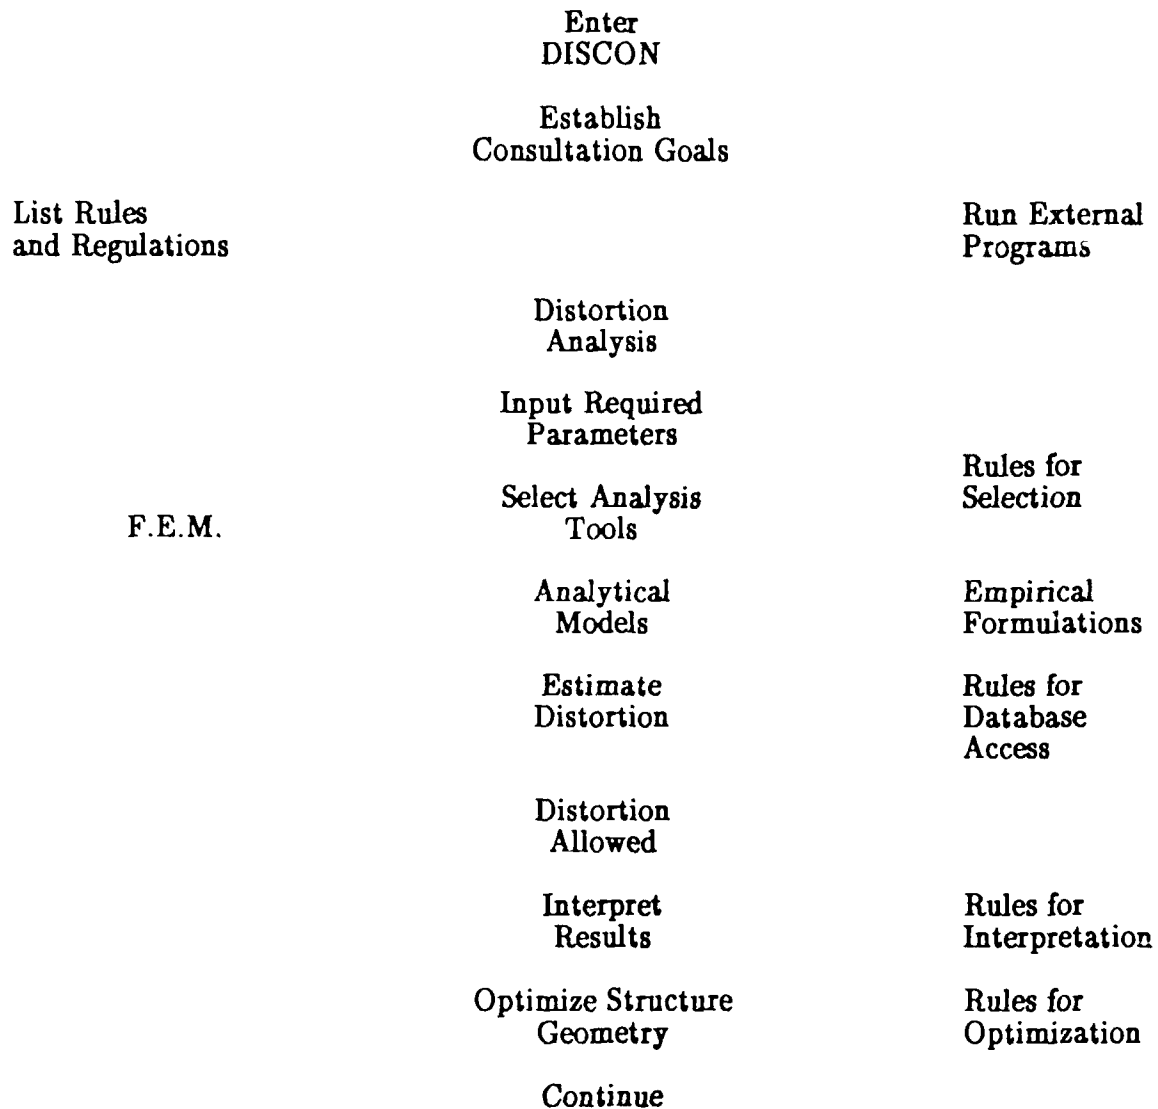 Enter
DISCON
Establish
Consultation Goals
List Rules
and Regulations
Run External
Programs
Distortion
Analysis
Input Required
Parameters
Rules for
Selection
Select Analysis
Tools
F.E.M.
Analytical
Models
Empirical
Formulations
Estimate
Distortion
Rules for
Database
Access
Distortion
Allowed
Interpret
Results
Rules for
Interpretation
Optimize Structure
Geometry
Rules for
Optimization
Continue